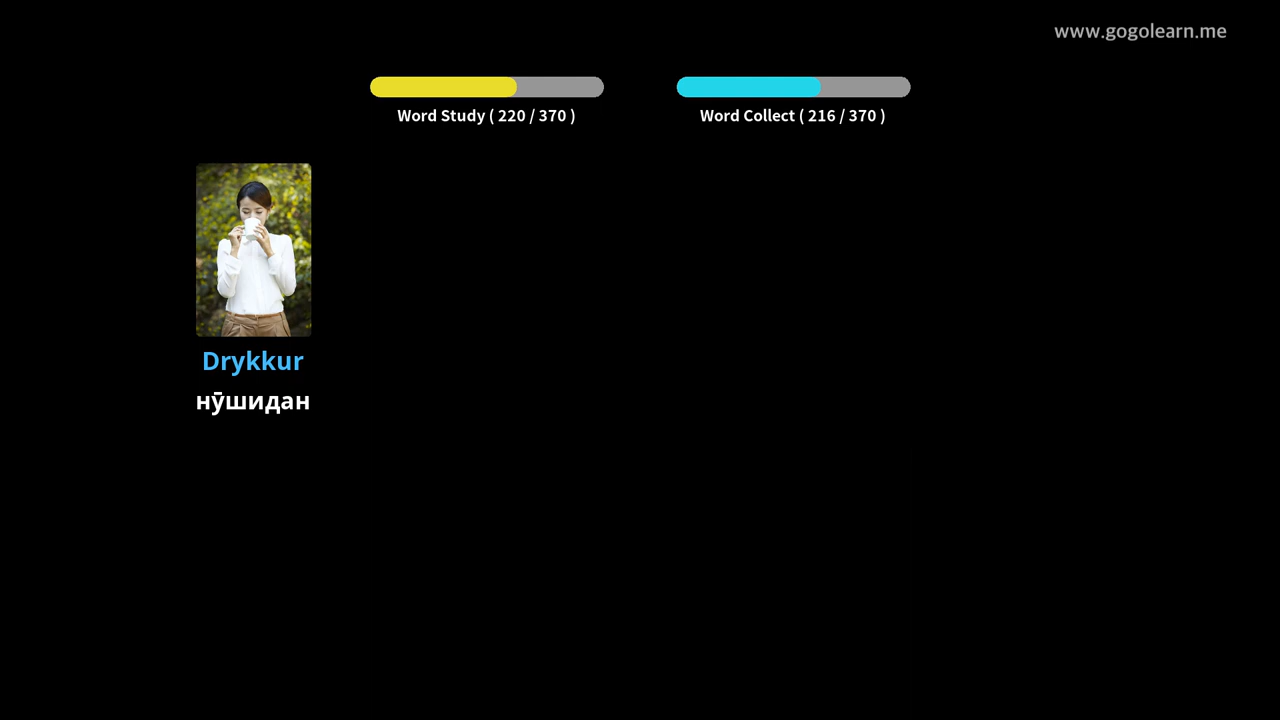 www.gogolearn.me
Word Study ( 220 / 370 )
Word Collect ( 216 / 370 )
Drykkur
нӯшидан